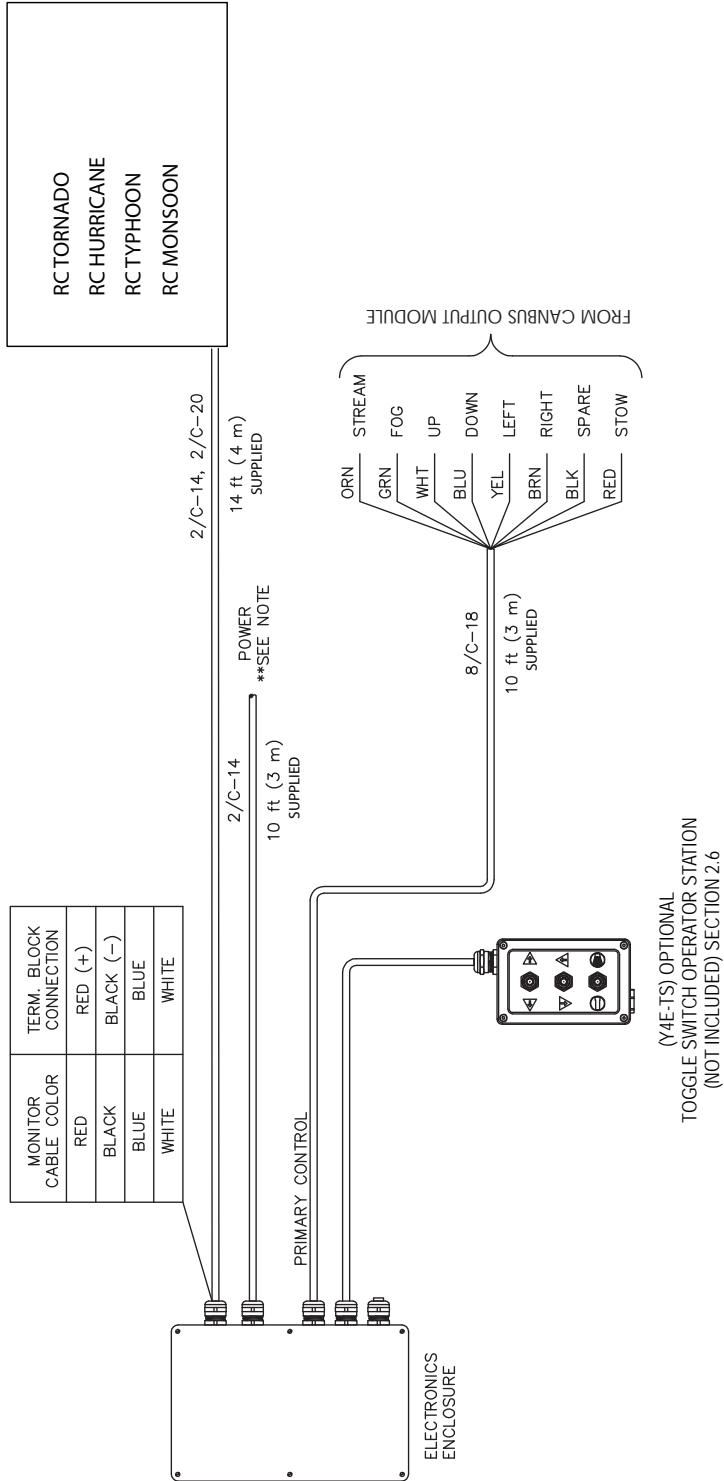 RC TORNADO
RC HURRICANE
RC TYPHOON
RC MONSOON
2/C-14, 2/C-20
14 ft ( 4 m)
SUPPLIED
MONITOR
CABLE COLOR
TERM. BLOCK
CONNECTION
RED
RED (+)
BLACK
BLACK (-)
BLUE
BLUE
WHITE
WHITE
2/C-14
10 ft (3 m)
SUPPLIED
POWER
**SEE NOTE
PRIMARY CONTROL
8/C-18
10 ft (3 m)
SUPPLIED
ORN STREAM
GRN FOG
WHT UP
BLU DOWN
YEL LEFT
BRN RIGHT
BLK SPARE
RED STOW
FROM CANBUS OUTPUT MODULE
ELECTRONICS
ENCLOSURE
(Y4E-TS) OPTIONAL
TOGGLE SWITCH OPERATOR STATION
(NOT INCLUDED) SECTION 2.6